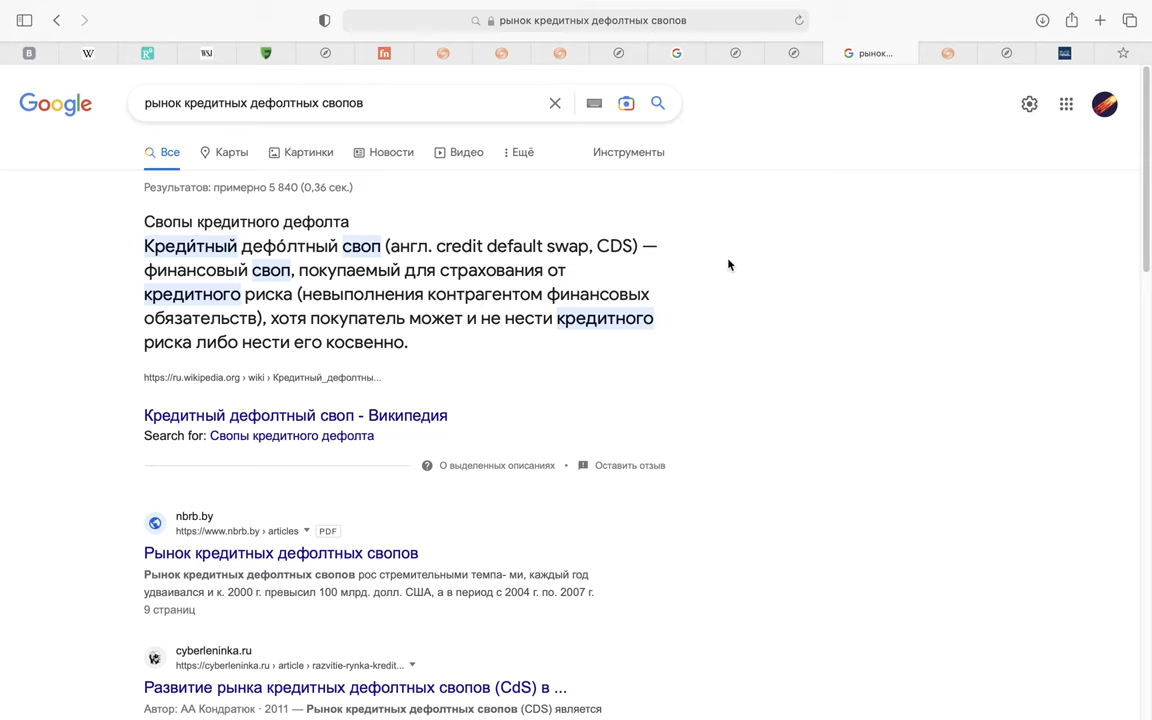 рынок кредитных дефолтных свопов
B
W
R
WSJ
fn
G
G рынок...
Google
рынок кредитных дефолтных свопов
Все Карты Картинки Новости Видео Ещё Инструменты
Результатов: примерно 5 840 (0,36 сек.)
Свопы кредитного дефолта
Креди́тный дефо́лтный своп (англ. credit default swap, CDS) —
финансовый своп, покупаемый для страхования от
кредитного риска (невыполнения контрагентом финансовых
обязательств), хотя покупатель может и не нести кредитного
риска либо нести его косвенно.
https://ru.wikipedia.org › wiki › Кредитный_дефолтны...
Кредитный дефолтный своп - Википедия
Search for: Свопы кредитного дефолта
О выделенных описаниях • Оставить отзыв
nbrb.by
https://www.nbrb.by › articles PDF
Рынок кредитных дефолтных свопов
Рынок кредитных дефолтных свопов рос стремительными темпа- ми, каждый год
удваивался и к. 2000 г. превысил 100 млрд. долл. США, а в период с 2004 г. по. 2007 г.
9 страниц
cyberleninka.ru
https://cyberleninka.ru › article › razvitie-rynka-kredit...
Развитие рынка кредитных дефолтных свопов (CdS) в ...
Автор: АА Кондратюк · 2011 — Рынок кредитных дефолтных свопов (CDS) является